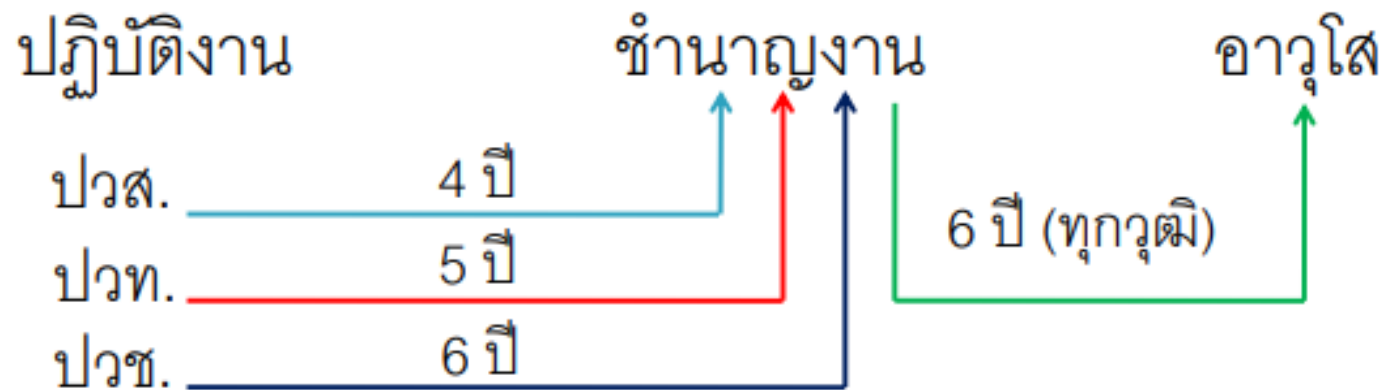 ปฏิบัติงาน ชำนาญงาน อาวุโส
ปวส. 4 ปี
ปวท. 5 ปี
6 ปี (ทุกวุฒิ)
ปวช. 6 ปี